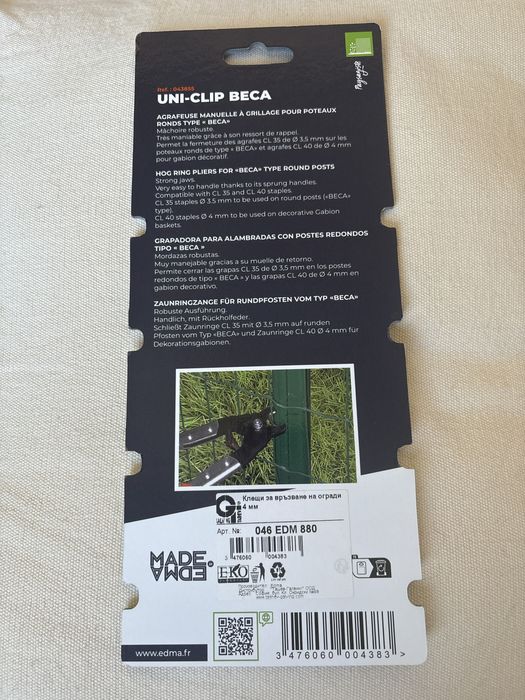 Paysagiste
Ref. : 043855
UNI-CLIP BECA
AGRAFEUSE MANUELLE À GRILLAGE POUR POTEAUX
RONDS TYPE « BECA»
Mâchoire robuste.
Très maniable grâce à son ressort de rappel.
Permet la fermeture des agrafes CL 35 de Ø 3,5 mm sur les
poteaux ronds de type « BECA» et agrafes CL 40 de Ø 4 mm
pour gabion décoratif.
HOG RING PLIERS FOR «BECA» TYPE ROUND POSTS
Strong jaws.
Very easy to handle thanks to its sprung handles.
Compatible with CL 35 and CL 40 staples.
CL 35 staples Ø 3.5 mm to be used on round posts («BECA»
type).
CL 40 staples Ø 4 mm to be used on decorative Gabion
baskets.
GRAPADORA PARA ALAMBRADAS CON POSTES REDONDOS
TIPO « BECA »
Mordazas robustas.
Muy manejable gracias a su muelle de retorno.
Permite cerrar las grapas CL 35 de Ø 3,5 mm en los postes
redondos de tipo « BECA » y las grapas CL 40 de Ø 4 mm en
gabion decorativo.
ZAUNRINGZANGE FÜR RUNDPFOSTEN VOM TYP «BECA»
Robuste Ausführung.
Handlich, mit Rückholfeder.
Schließt Zaunringe CL 35 mit Ø 3,5 mm auf runden
Pfosten vom Typ «BECA» und Zaunringe CL 40 Ø 4 mm für
Dekorationsgabionen.
Клещи за връзване на огради
4 мм
Арт. №: 046 EDM 880
3 476060 004383
MADE
EDMA
EKO
Производител: Edma
www.edma.fr
3 476060 004383 >